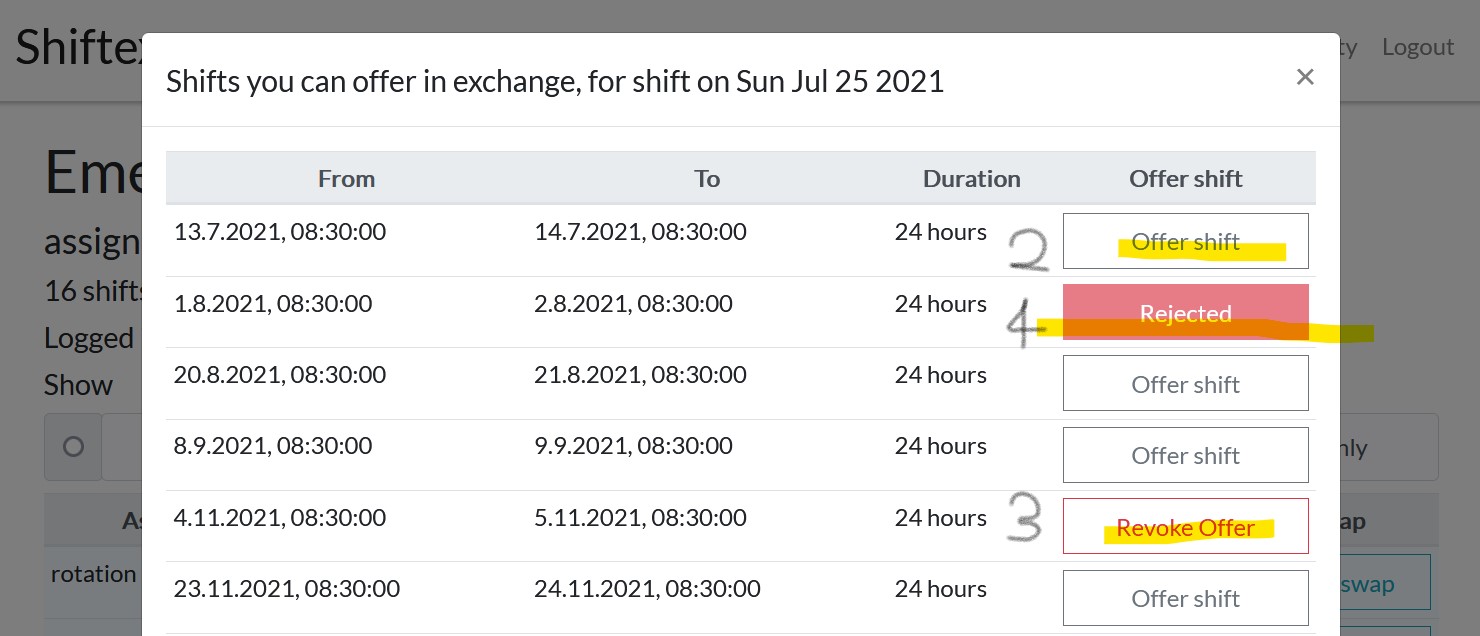 Shiftex
ty Logout
Shifts you can offer in exchange, for shift on Sun Jul 25 2021 ×
Eme
assign
16 shifts
Logged
Show
nly
As
ap
rotation
swap
From To Duration Offer shift
13.7.2021, 08:30:00 14.7.2021, 08:30:00 24 hours 2 Offer shift
1.8.2021, 08:30:00 2.8.2021, 08:30:00 24 hours 4 Rejected
20.8.2021, 08:30:00 21.8.2021, 08:30:00 24 hours Offer shift
8.9.2021, 08:30:00 9.9.2021, 08:30:00 24 hours Offer shift
4.11.2021, 08:30:00 5.11.2021, 08:30:00 24 hours 3 Revoke Offer
23.11.2021, 08:30:00 24.11.2021, 08:30:00 24 hours Offer shift